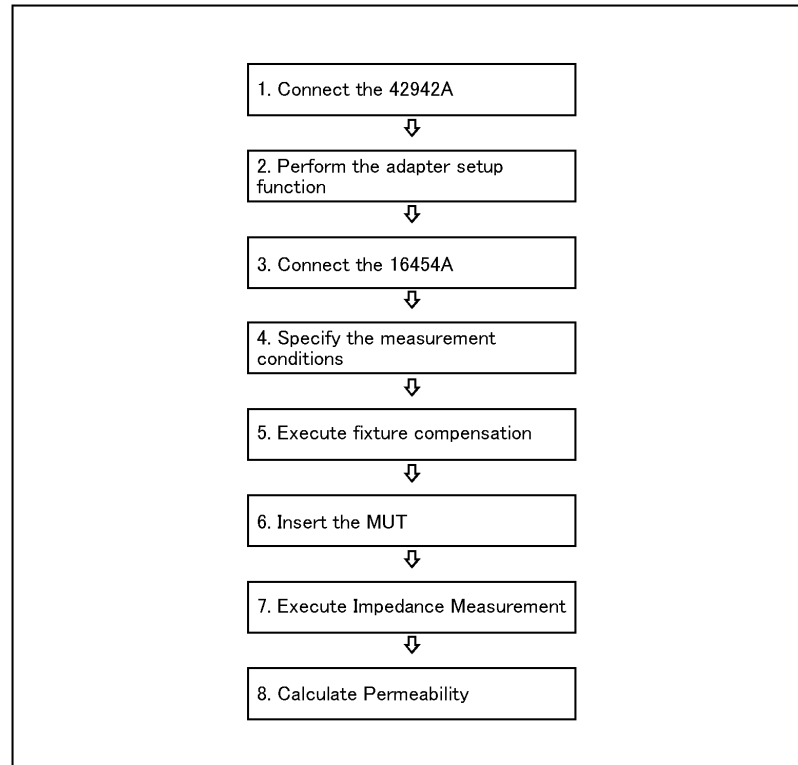 1. Connect the 42942A
2. Perform the adapter setup
function
3. Connect the 16454A
4. Specify the measurement
conditions
5. Execute fixture compensation
6. Insert the MUT
7. Execute Impedance Measurement
8. Calculate Permeability